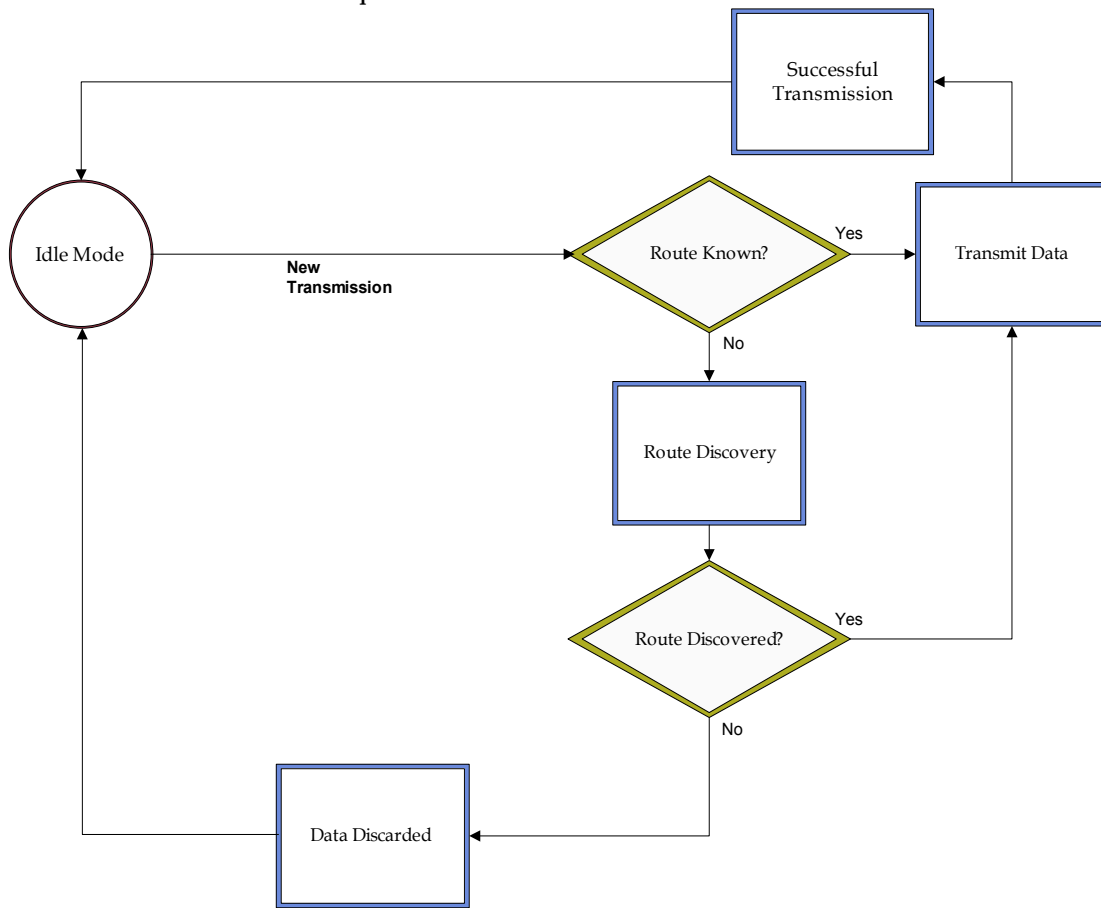 Successful
Transmission
Idle Mode
New
Transmission
Route Known?
Yes
Transmit Data
No
Route Discovery
Route Discovered?
Yes
No
Data Discarded